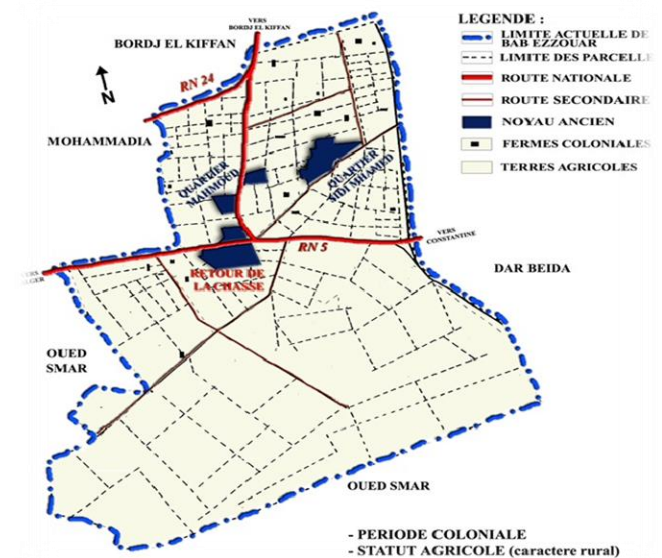 VERS
BORDJ EL KIFFAN
BORDJ EL KIFFAN
RN 24
N
MOHAMMADIA
QUARTIER
MAHMOUD
QUARTIER
SIDI MHAMED
VERS
CONSTANTINE
RN 5
VERS
RETOUR DE
LA CHASSE
DAR BEIDA
OUED
SMAR
OUED SMAR
LEGENDE :
LIMITE ACTUELLE DE
BAB EZZOUAR
LIMITE DES PARCELLE
ROUTE NATIONALE
ROUTE SECONDAIRE
NOYAU ANCIEN
FERMES COLONIALES
TERRES AGRICOLES
- PERIODE COLONIALE
- STATUT AGRICOLE (caractere rural)